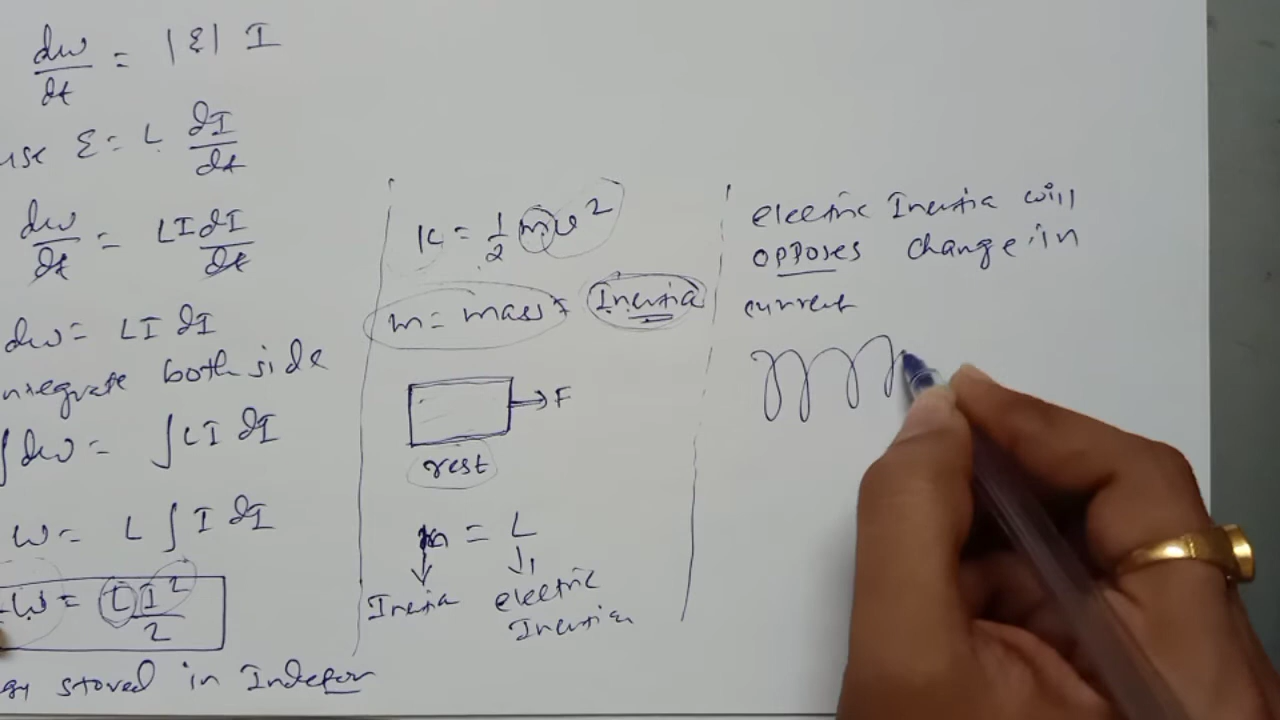 dw/dt = |ε| I
use ε = L dI/dt
dw/dt = LI dI/dt
dw = LI dI
integrate both side
∫dw = ∫LI dI
w = L ∫ I dI
w = LI²/2
stored in Indctor
K = 1/2 mv²
m = mass = Inertia
F
rest
m = L
Inertia electric
Inertia
electric Inertia will
opposes change in
current